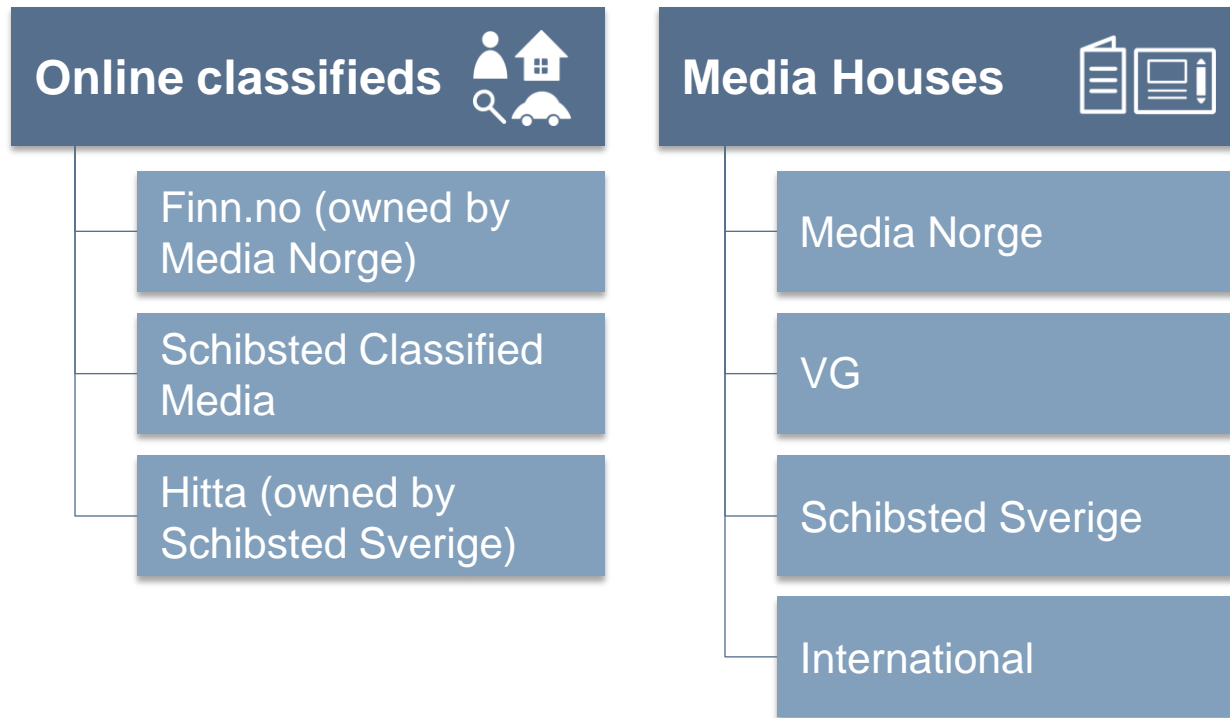 Online classifieds
Finn.no (owned by
Media Norge)
Schibsted Classified
Media
Hitta (owned by
Schibsted Sverige)
Media Houses
Media Norge
VG
Schibsted Sverige
International